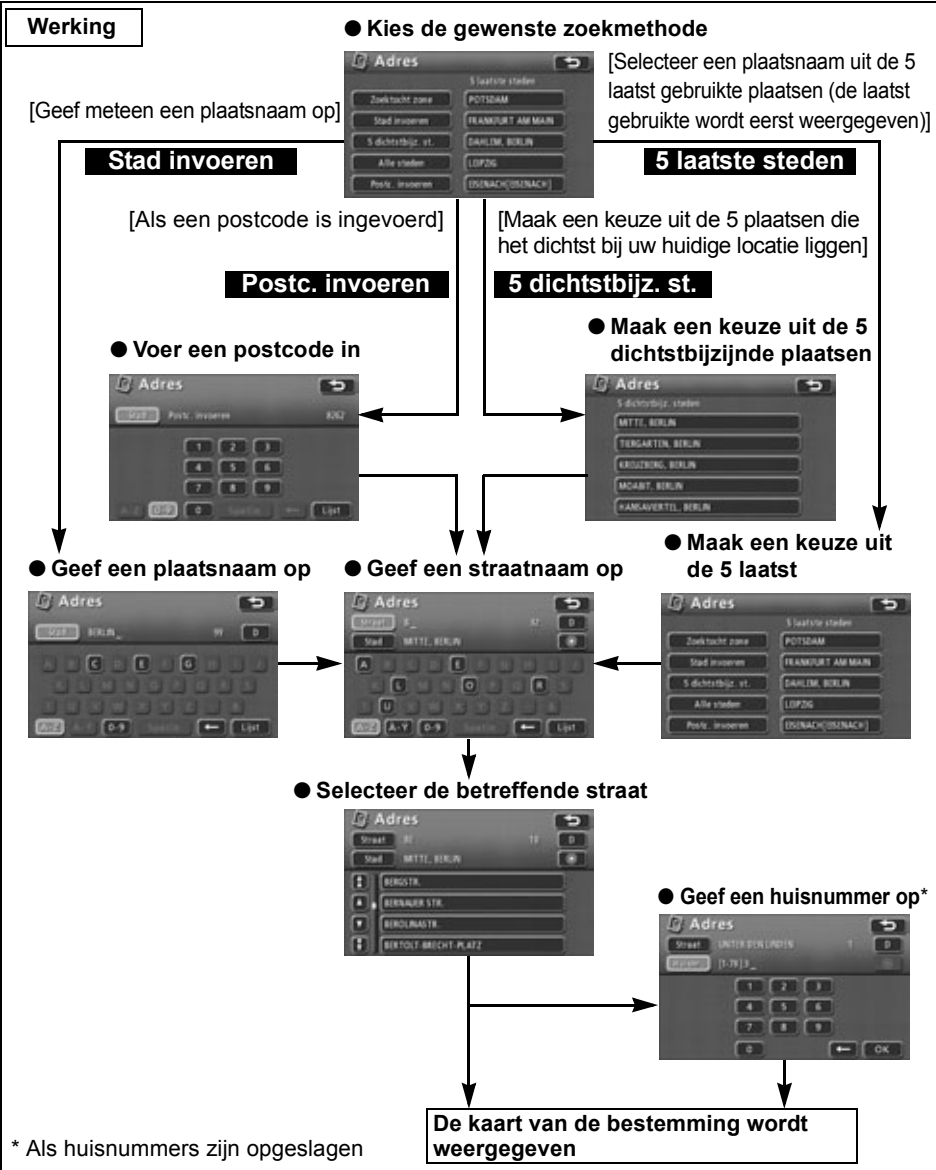 Werking
● Kies de gewenste zoekmethode
Adres
5 laatste steden
Zoektocht zone
POTSDAM
Stad invoeren
FRANKFURT AM MAIN
5 dichtstbijz. st.
DAHLEM, BERLIN
Alle steden
LEIPZIG
Postc. invoeren
EISENACH[EISENACH]
[Geef meteen een plaatsnaam op]
[Selecteer een plaatsnaam uit de 5
laatst gebruikte plaatsen (de laatst
gebruikte wordt eerst weergegeven)]
Stad invoeren
5 laatste steden
[Als een postcode is ingevoerd]
[Maak een keuze uit de 5 plaatsen die
het dichtst bij uw huidige locatie liggen]
Postc. invoeren
5 dichtstbijz. st.
● Voer een postcode in
Adres
Stad Postc. invoeren 8262
1 2 3
4 5 6
7 8 9
A-Z 0-9 0 Spatie ← Lijst
● Maak een keuze uit de 5
dichtstbijzijnde plaatsen
Adres
5 dichtstbijz. steden
MITTE, BERLIN
TIERGARTEN, BERLIN
KREUZBERG, BERLIN
MOABIT, BERLIN
HANSAVIERTEL, BERLIN
● Geef een plaatsnaam op
Adres
Stad BERLIN_ 99 D
C E G
A-Z A-Y 0-9 Spatie ← Lijst
● Geef een straatnaam op
Adres
Straat B_ D
Stad MITTE, BERLIN
A E
L O R
U
A-Z A-Y 0-9 Spatie ← Lijst
● Maak een keuze uit
de 5 laatst
Adres
5 laatste steden
Zoektocht zone
POTSDAM
Stad invoeren
FRANKFURT AM MAIN
5 dichtstbijz. st.
DAHLEM, BERLIN
Alle steden
LEIPZIG
Postc. invoeren
EISENACH[EISENACH]
● Selecteer de betreffende straat
Adres
Straat BE D
Stad MITTE, BERLIN
BERGSTR.
BERNAUER STR.
BEROLINASTR.
BERTOLT-BRECHT-PLATZ
● Geef een huisnummer op*
Adres
Straat UNTER DEN LINDEN 1 D
[1-78]3_
1 2 3
4 5 6
7 8 9
0 ← OK
De kaart van de bestemming wordt
weergegeven
* Als huisnummers zijn opgeslagen